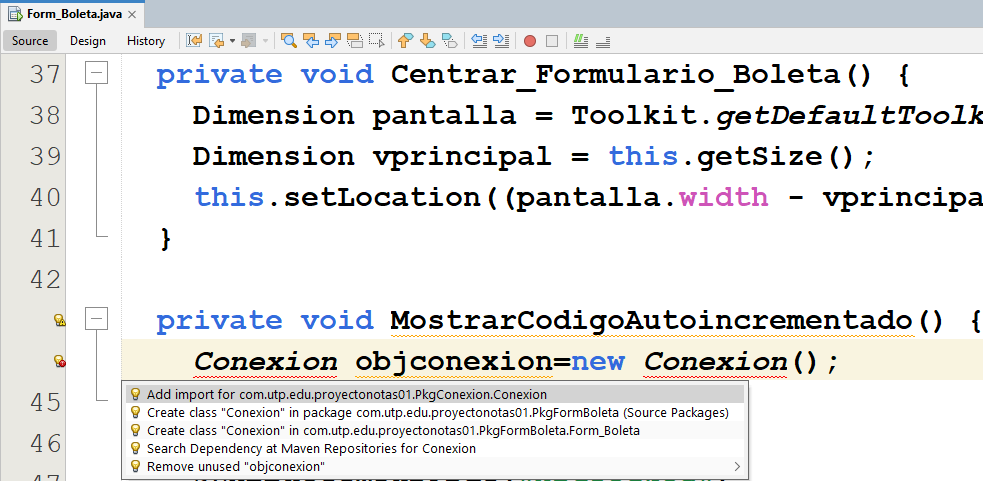 Form_Boleta.java
Source Design History
37 private void Centrar_Formulario_Boleta() {
38 Dimension pantalla = Toolkit.getDefaultToolk
39 Dimension vprincipal = this.getSize();
40 this.setLocation((pantalla.width - vprincipa
41 }
42
private void MostrarCodigoAutoincrementado() {
Conexion objconexion=new Conexion();
45
Add import for com.utp.edu.proyectonotas01.PkgConexion.Conexion
Create class "Conexion" in package com.utp.edu.proyectonotas01.PkgFormBoleta (Source Packages)
Create class "Conexion" in com.utp.edu.proyectonotas01.PkgFormBoleta.Form_Boleta
46
Search Dependency at Maven Repositories for Conexion
Remove unused "objconexion"